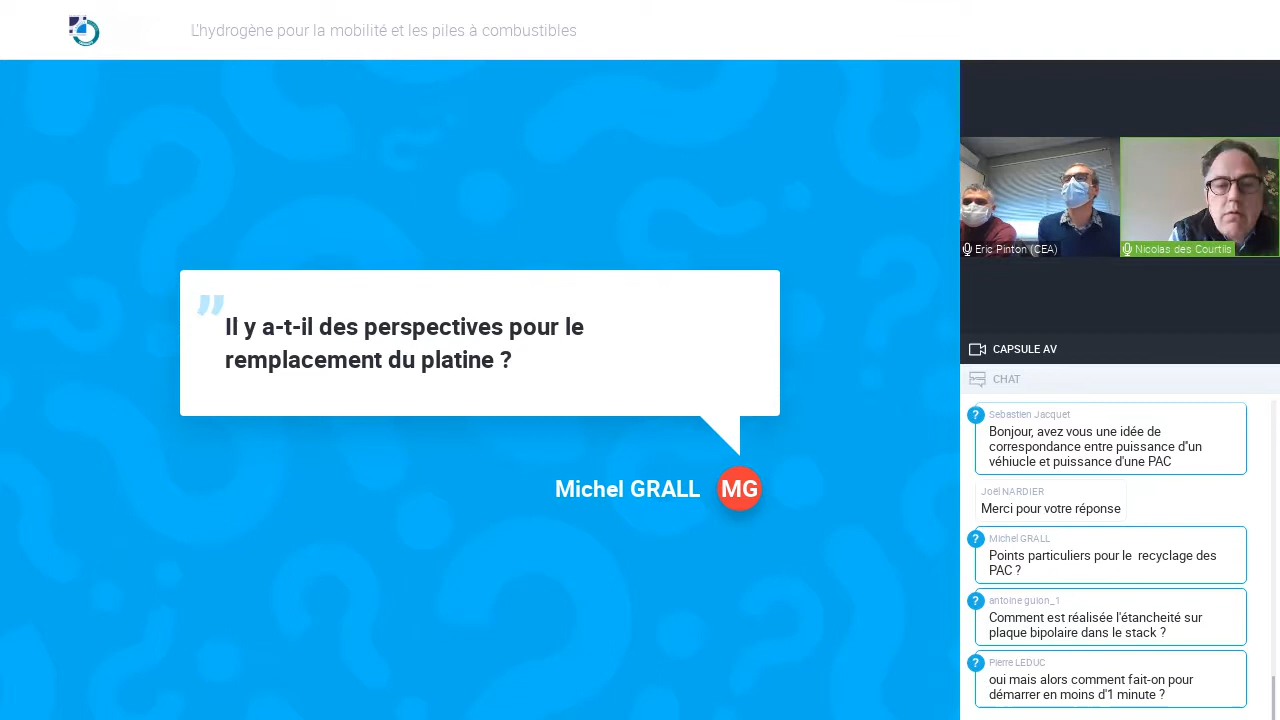 L'hydrogène pour la mobilité et les piles à combustibles
Il y a-t-il des perspectives pour le
remplacement du platine ?
Michel GRALL
MG
Eric Pinton (CEA)
Nicolas des Courtils
CAPSULE AV
CHAT
?
Sebastien Jacquet
Bonjour, avez vous une idée de
correspondance entre puissance d'un
véhiucle et puissance d'une PAC
Joël NARDIER
Merci pour votre réponse
?
Michel GRALL
Points particuliers pour le recyclage des
PAC ?
?
antoine guion_1
Comment est réalisée l'étancheité sur
plaque bipolaire dans le stack ?
?
Pierre LEDUC
oui mais alors comment fait-on pour
démarrer en moins d'1 minute ?